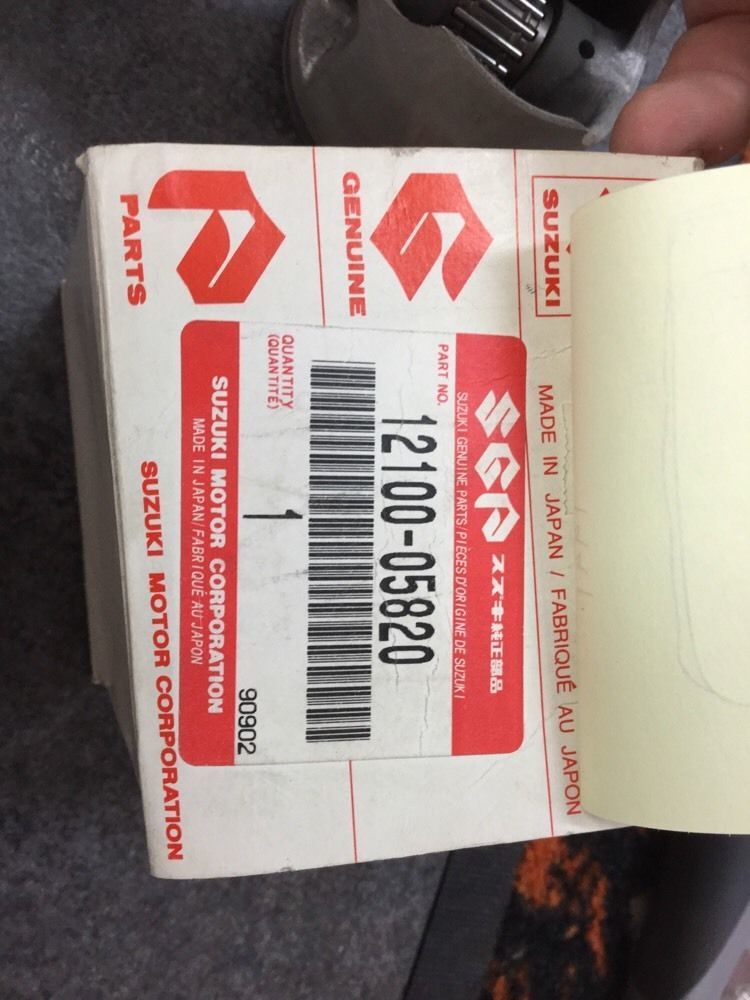 SUZUKI
GENUINE
PARTS
MADE IN JAPAN / FABRIQUÉ AU JAPON
SGP スズキ純正部品
SUZUKI GENUINE PARTS/PIÈCES D'ORIGINE DE SUZUKI
PART NO.
12100-05820
QUANTITY
(QUANTITÉ)
1
90902
SUZUKI MOTOR CORPORATION
MADE IN JAPAN/FABRIQUÉ AU JAPON
SUZUKI MOTOR CORPORATION